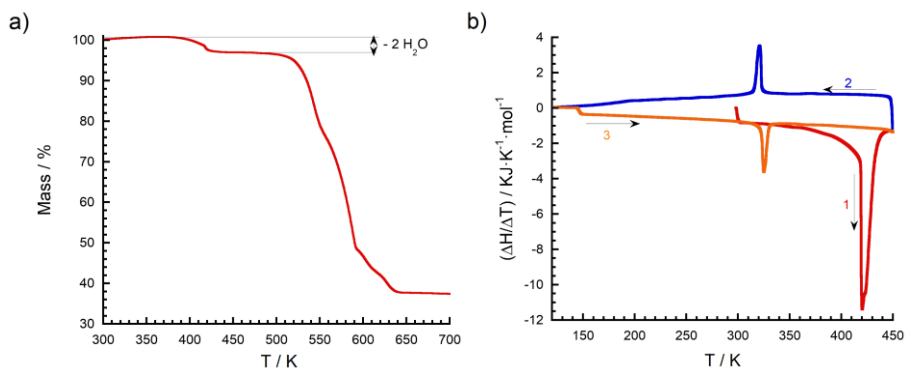 a)
Mass / %
100
90
80
70
60
50
40
30
- 2 H₂O
300 350 400 450 500 550 600 650 700
T / K
b)
(ΔH/ΔT) / KJ·K⁻¹·mol⁻¹
4
2
0
-2
-4
-6
-8
-10
-12
2
3
1
150 200 250 300 350 400 450
T / K